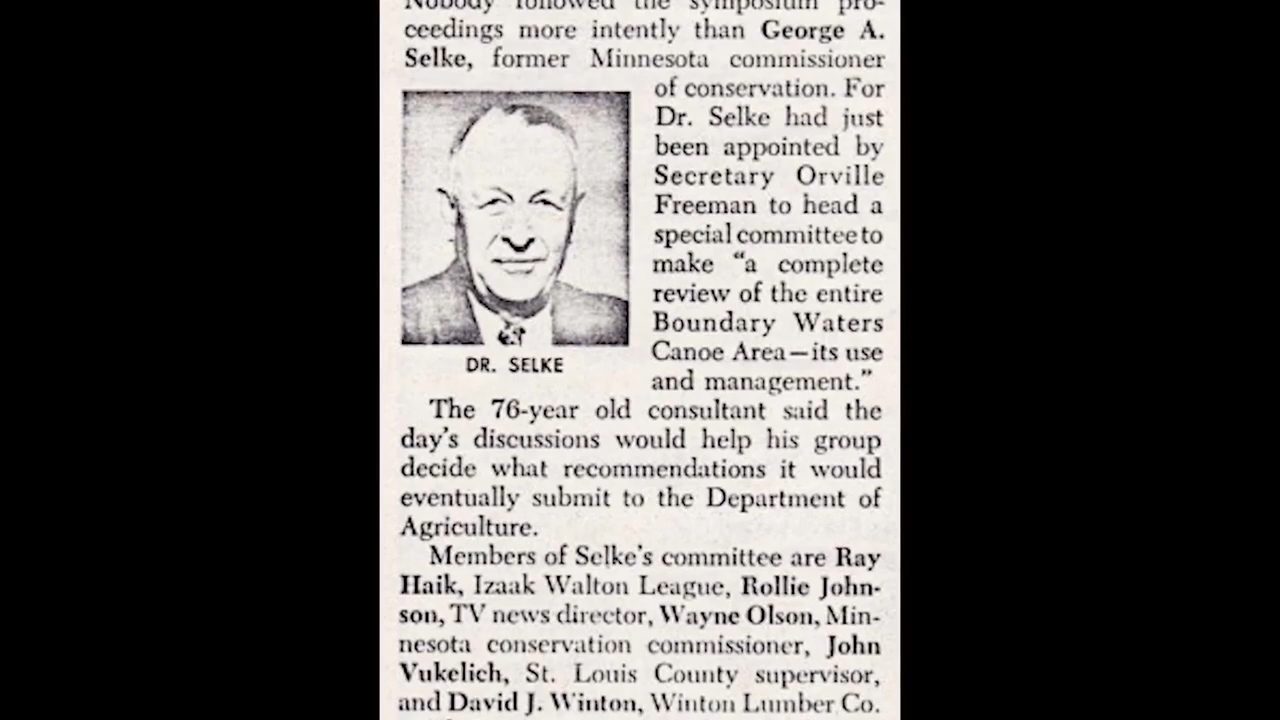 Nobody followed the symposium pro-
ceedings more intently than George A.
Selke, former Minnesota commissioner
of conservation. For
Dr. Selke had just
been appointed by
Secretary Orville
Freeman to head a
special committee to
make “a complete
review of the entire
Boundary Waters
Canoe Area—its use
and management.”
DR. SELKE
The 76-year old consultant said the
day's discussions would help his group
decide what recommendations it would
eventually submit to the Department of
Agriculture.
Members of Selke's committee are Ray
Haik, Izaak Walton League, Rollie John-
son, TV news director, Wayne Olson, Min-
nesota conservation commissioner, John
Vukelich, St. Louis County supervisor,
and David J. Winton, Winton Lumber Co.